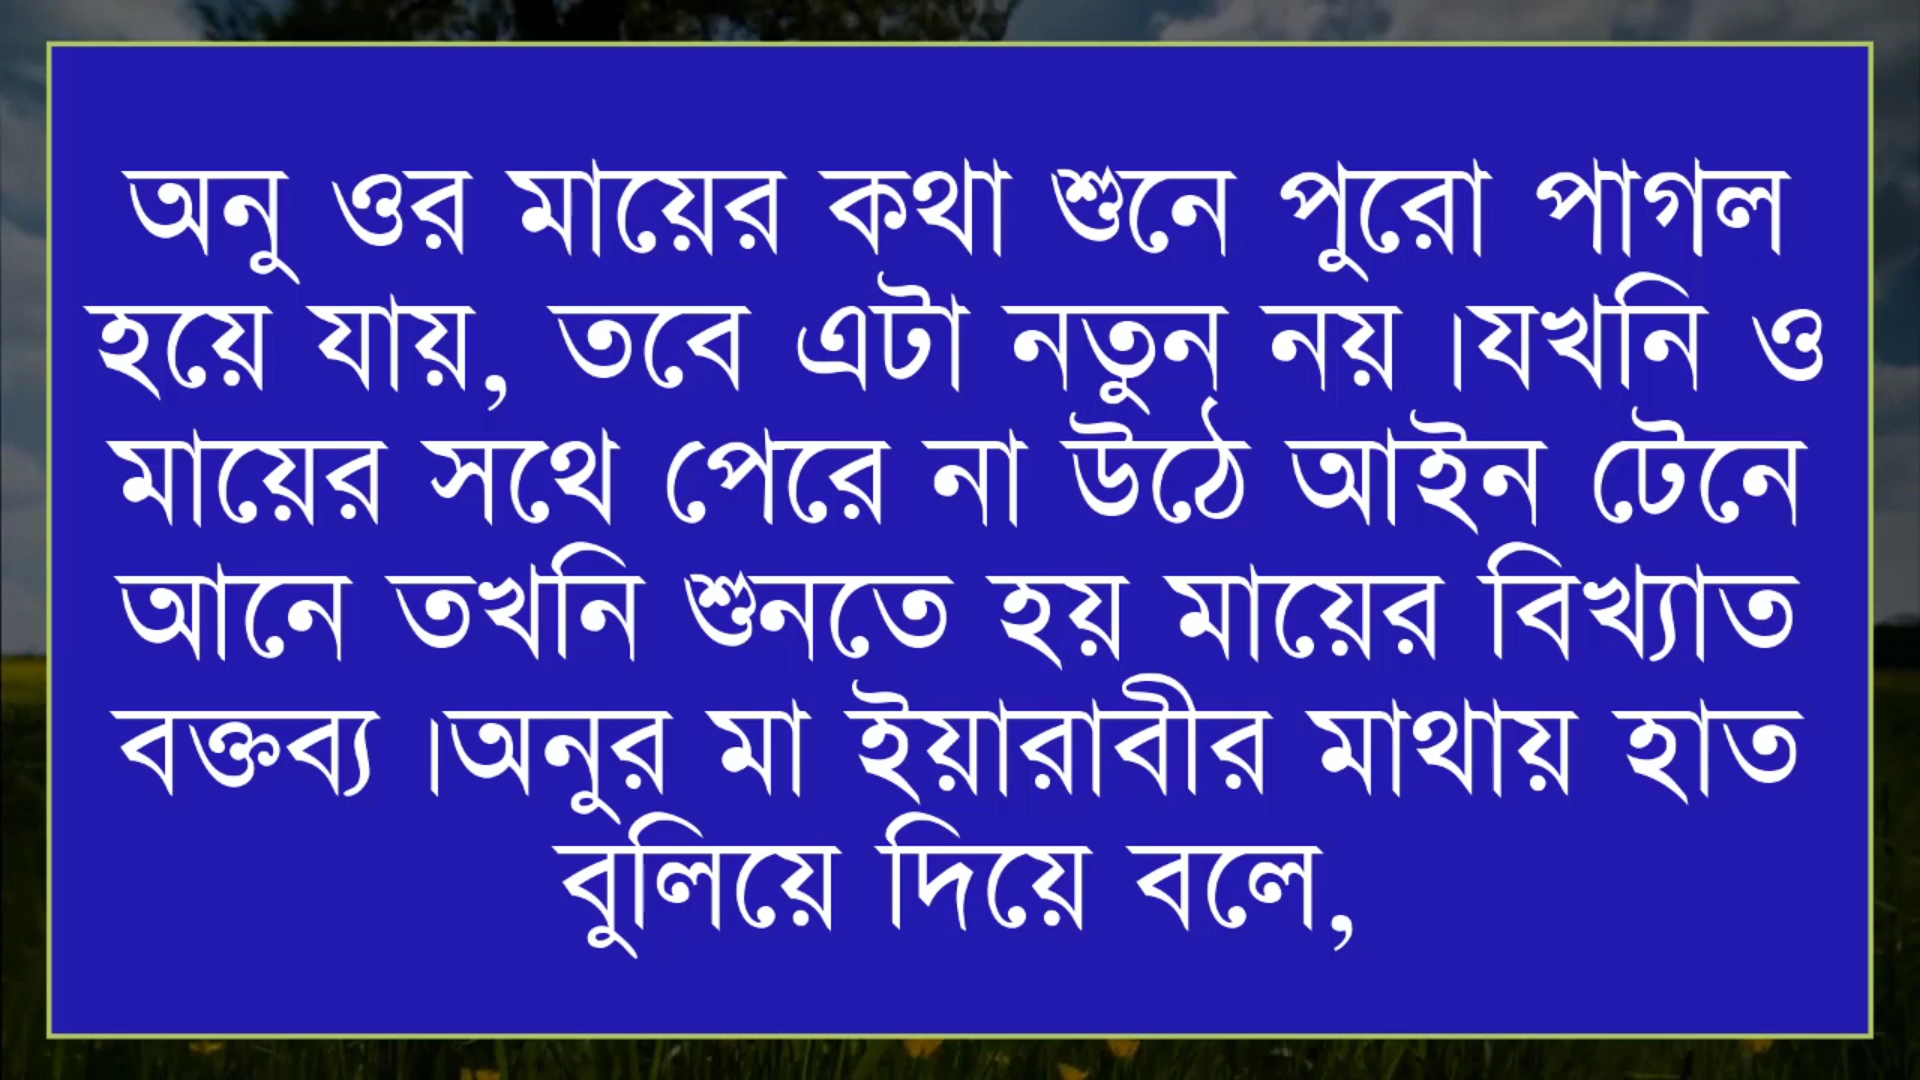 অনু ওর মায়ের কথা শুনে পুরো পাগল
হয়ে যায়, তবে এটা নতুন নয় ।যখনি ও
মায়ের সথে পেরে না উঠে আইন টেনে
আনে তখনি শুনতে হয় মায়ের বিখ্যাত
বক্তব্য ।অনুর মা ইয়ারাবীর মাথায় হাত
বুলিয়ে দিয়ে বলে,